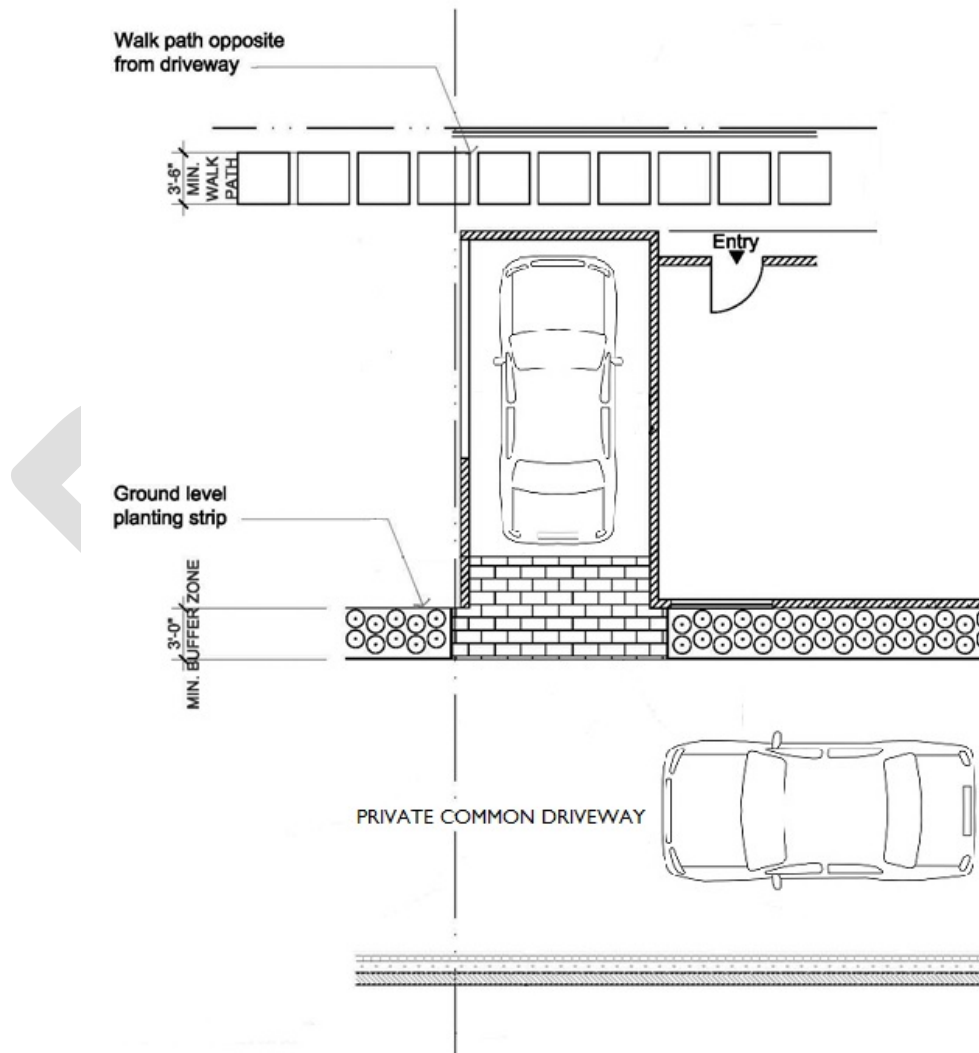 Walk path opposite
from driveway
3'-6"
MIN.
WALK
PATH
Entry
Ground level
planting strip
3'-0"
MIN. BUFFER ZONE
PRIVATE COMMON DRIVEWAY